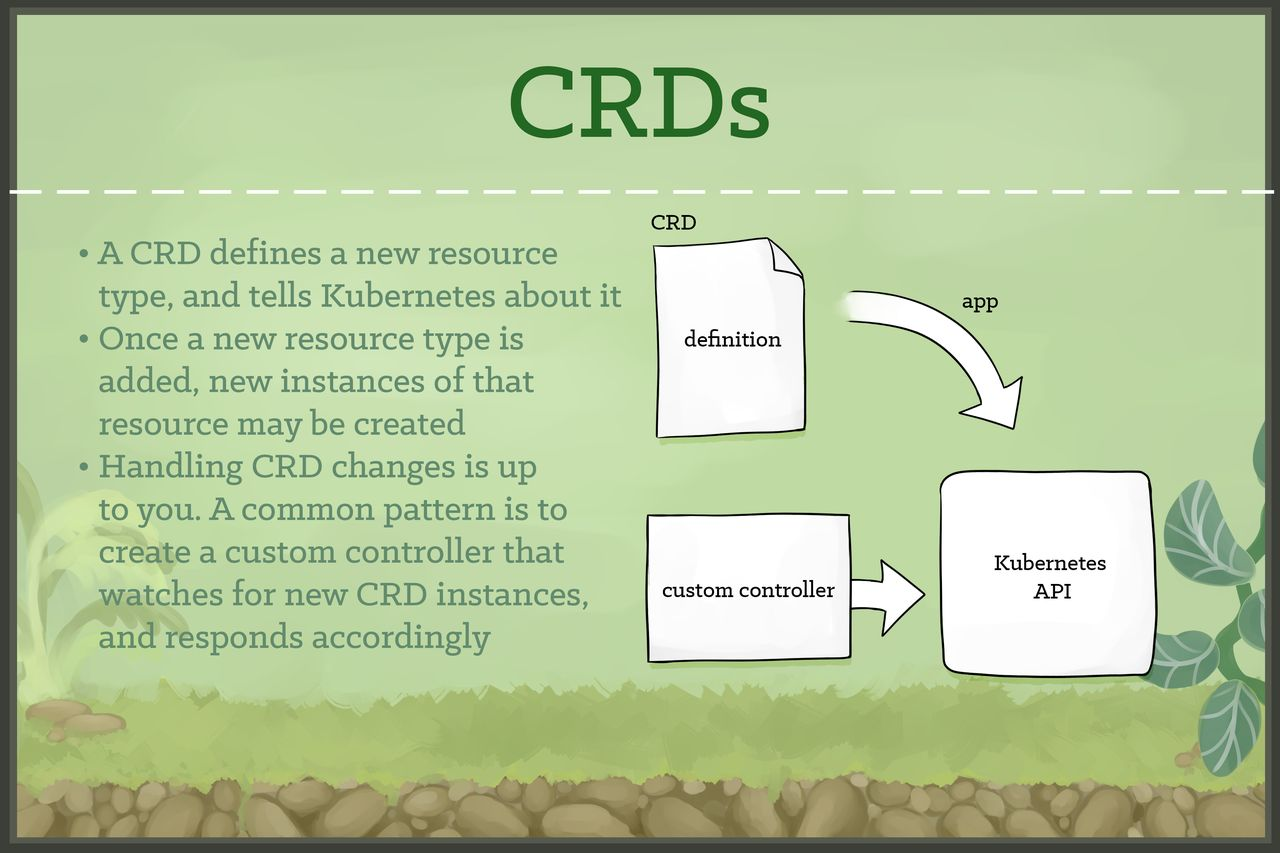 CRDs
• A CRD defines a new resource
type, and tells Kubernetes about it
• Once a new resource type is
added, new instances of that
resource may be created
• Handling CRD changes is up
to you. A common pattern is to
create a custom controller that
watches for new CRD instances,
and responds accordingly
CRD
definition
app
custom controller
Kubernetes
API